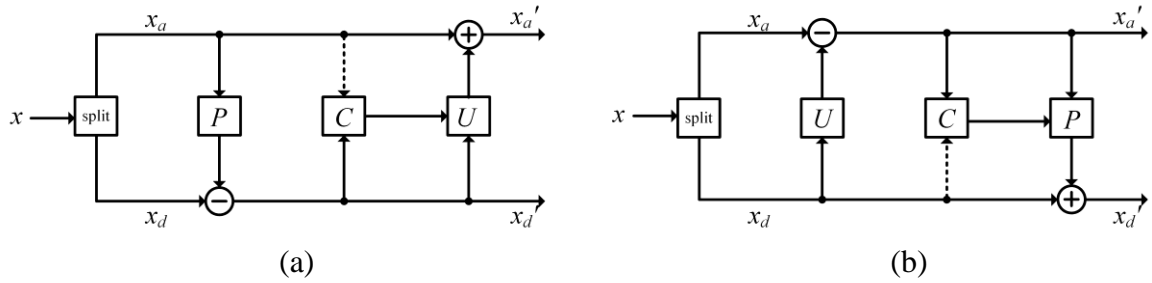 x_a x_a'
x split P C U
x_d x_d'
(a)
x_a x_a'
x split U C P
x_d x_d'
(b)